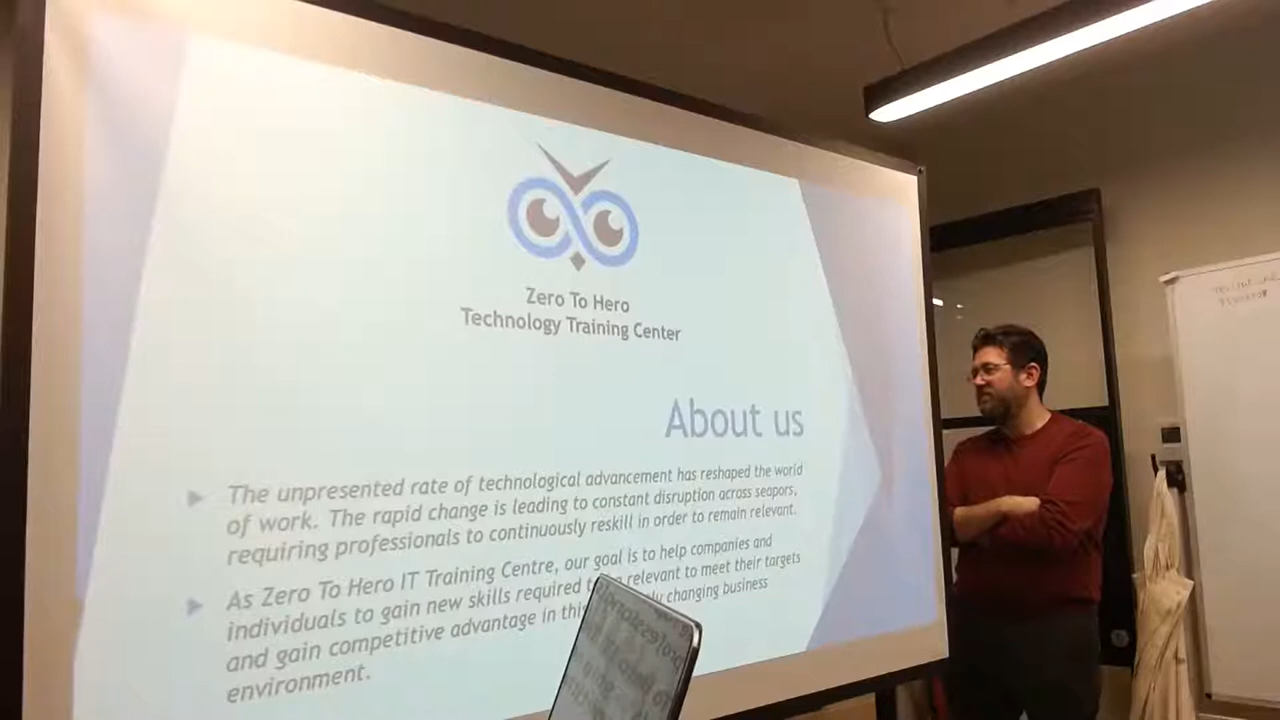 Zero To Hero
Technology Training Center
About us
The unpresented rate of technological advancement has reshaped the world
of work. The rapid change is leading to constant disruption across seapors,
requiring professionals to continuously reskill in order to remain relevant.
As Zero To Hero IT Training Centre, our goal is to help companies and
individuals to gain new skills required relevant to meet their targets
and gain competitive advantage in this changing business
environment.